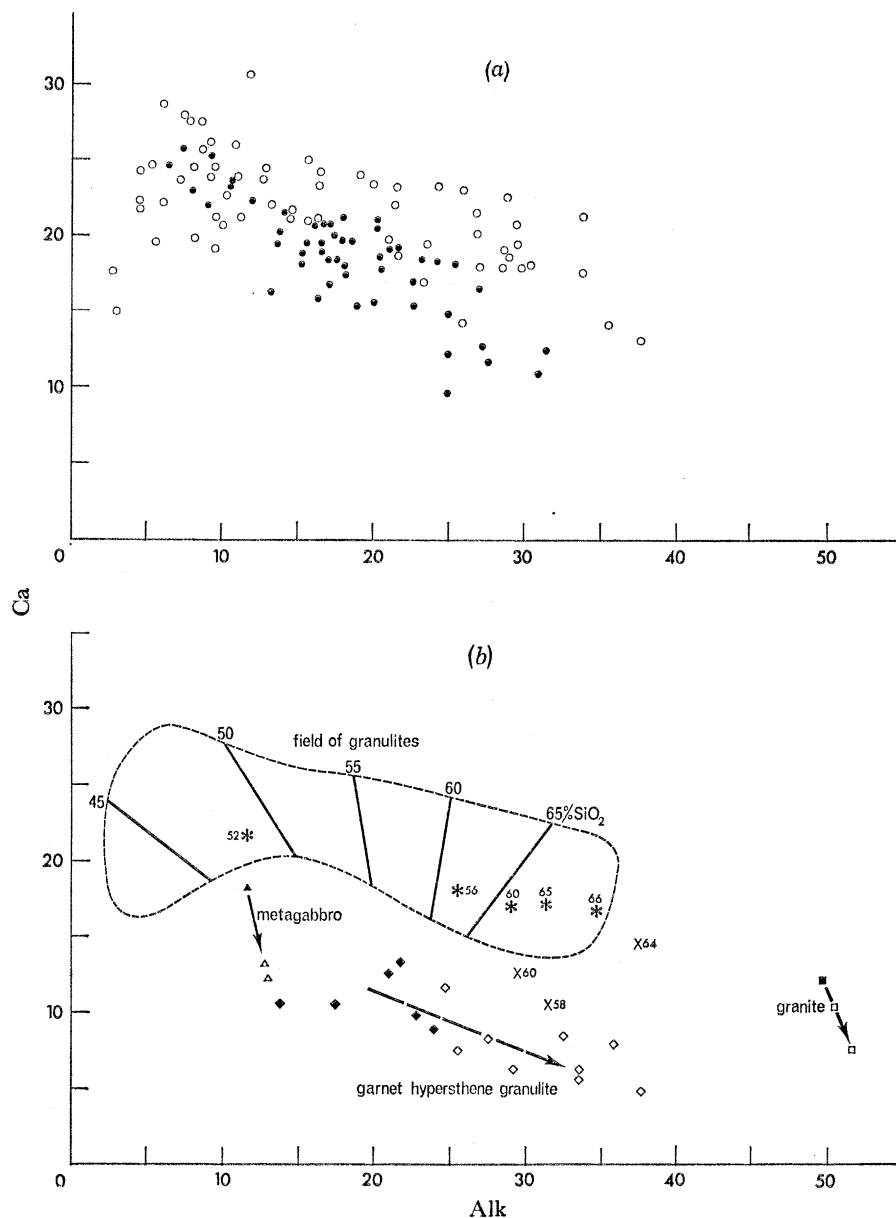 (a)
30
20
10
0 10 20 30 40 50
Ca
(b)
30
50
field of granulites
55
60
45
65%SiO₂
52
20
56
60
65
66
metagabbro
X64
X60
10
X58
granite
garnet hypersthene granulite
0 10 20 30 40 50
Alk